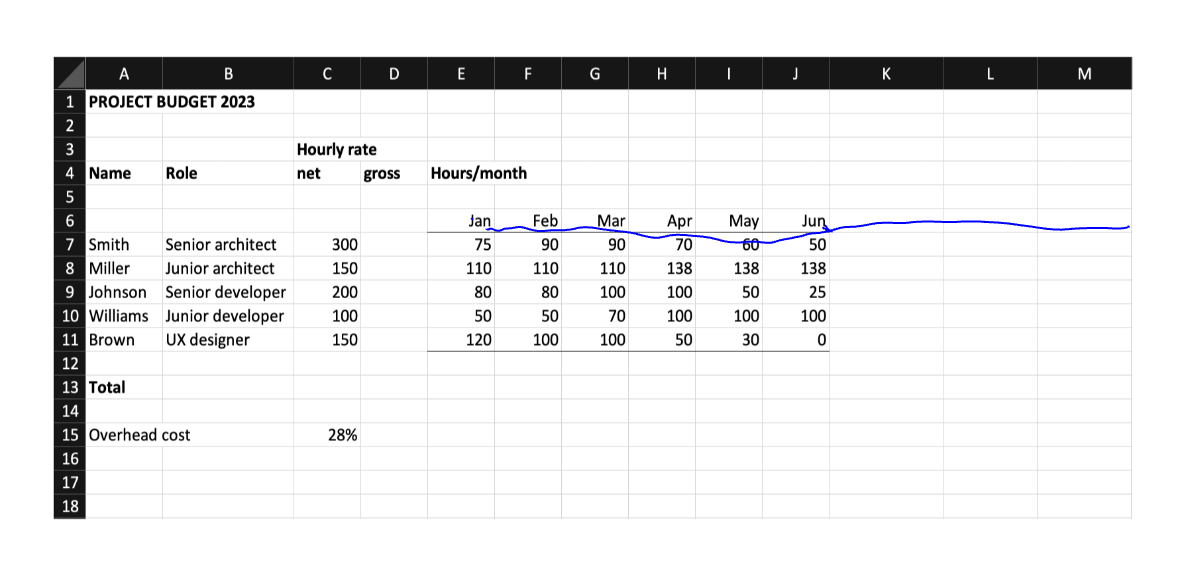 A B C D E F G H I J K L M
1 PROJECT BUDGET 2023
2
3 Hourly rate
4 Name Role net gross Hours/month
5
6 Jan Feb Mar Apr May Jun
7 Smith Senior architect 300 75 90 90 70 60 50
8 Miller Junior architect 150 110 110 110 138 138 138
9 Johnson Senior developer 200 80 80 100 100 50 25
10 Williams Junior developer 100 50 50 70 100 100 100
11 Brown UX designer 150 120 100 100 50 30 0
12
13 Total
14
15 Overhead cost 28%
16
17
18